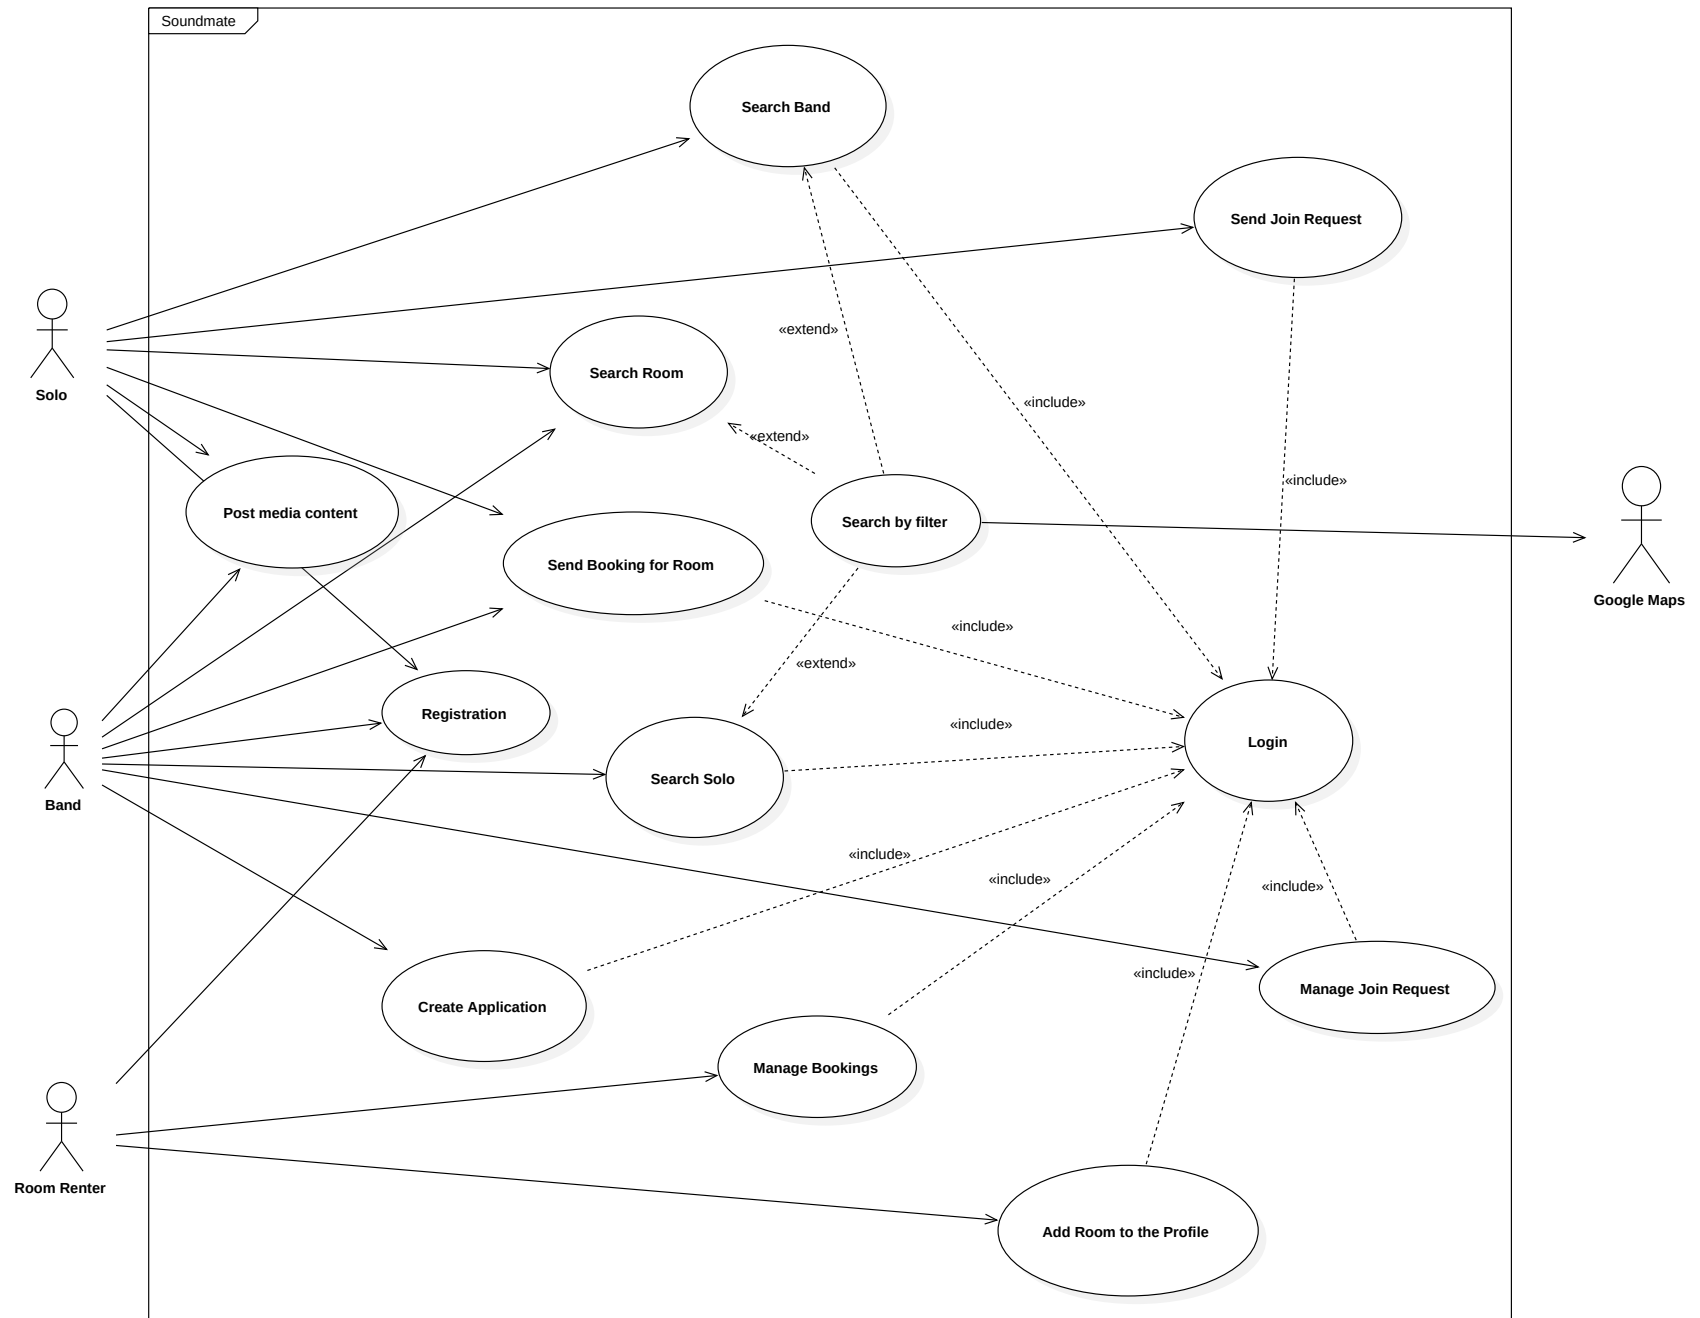 Soundmate
Search Band
Send Join Request
Solo
«extend»
Search Room
«include»
«extend»
«include»
Post media content
Search by filter
Send Booking for Room
Google Maps
«include»
«extend»
Registration
«include»
Login
Search Solo
Band
«include»
«include»
«include»
«include»
Manage Join Request
Create Application
Manage Bookings
Room Renter
Add Room to the Profile